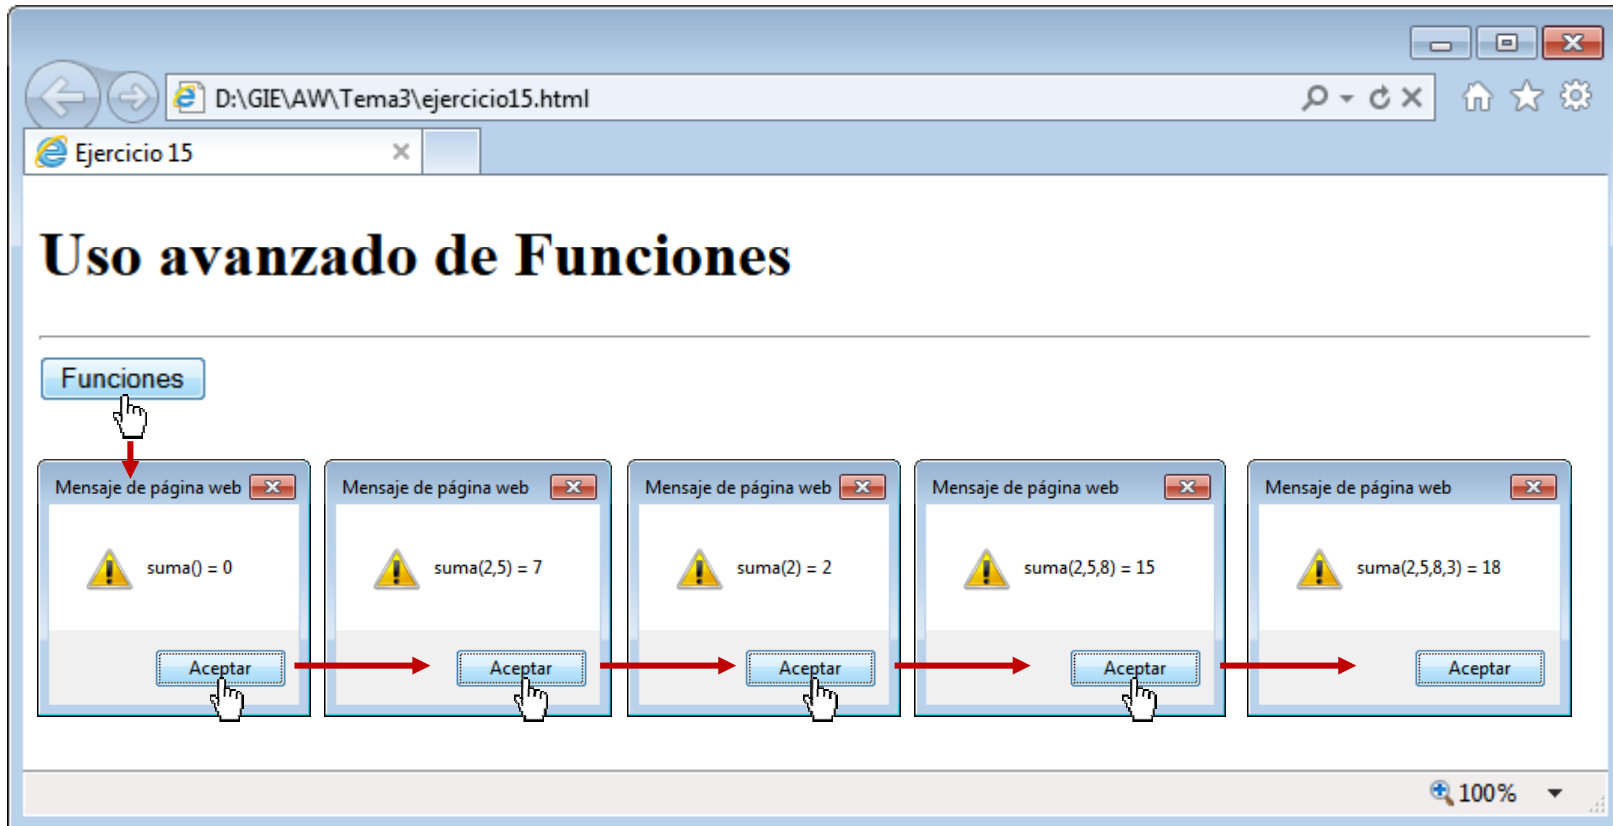 D:\GIE\AW\Tema3\ejercicio15.html
Ejercicio 15
Uso avanzado de Funciones
Funciones
Mensaje de página web
suma() = 0
Aceptar
Mensaje de página web
suma(2,5) = 7
Aceptar
Mensaje de página web
suma(2) = 2
Aceptar
Mensaje de página web
suma(2,5,8) = 15
Aceptar
Mensaje de página web
suma(2,5,8,3) = 18
Aceptar
100%